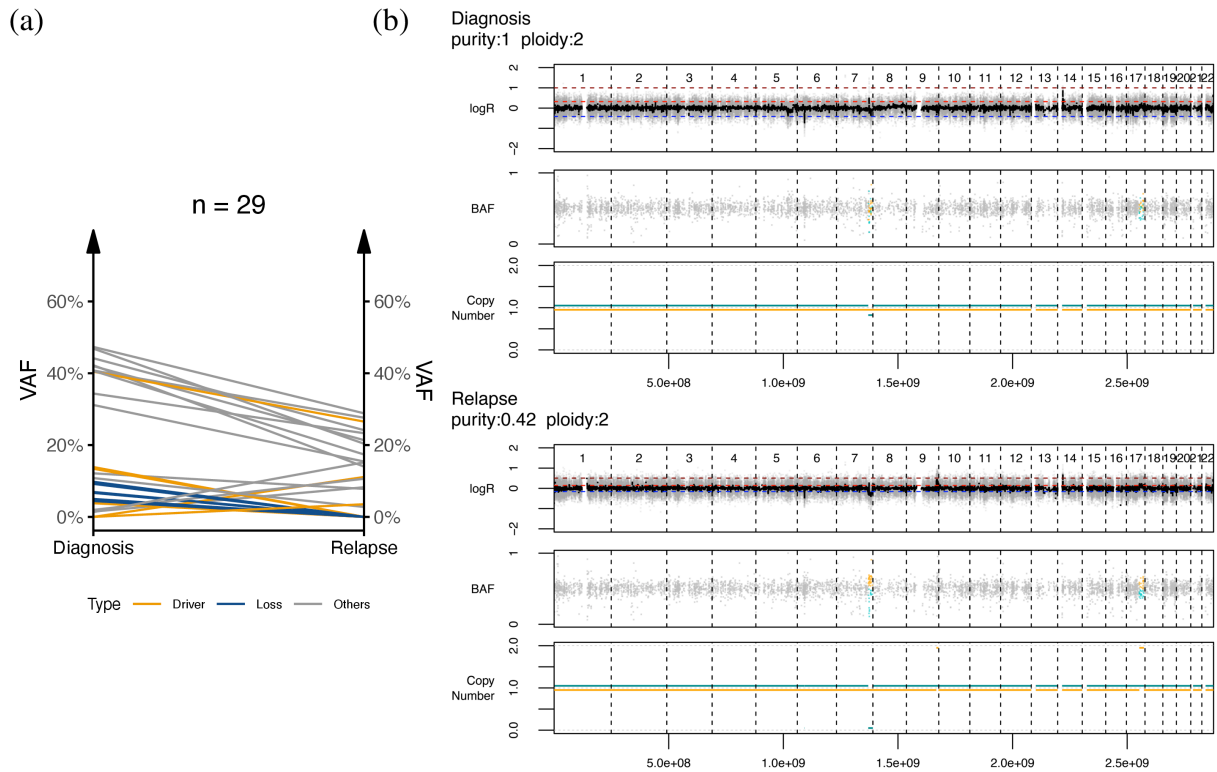 (a)
n = 29
60% 60%
40% 40%
20% 20%
0% 0%
VAF
VAF
Diagnosis Relapse
Type Driver Loss Others
(b)
Diagnosis
purity:1 ploidy:2
1 2 3 4 5 6 7 8 9 10 11 12 13 14 15 16 17 18 19 20 21 22
logR
2
0
−2
BAF
1
0
Copy
Number
2.0
1.0
0.0
5.0e+08 1.0e+09 1.5e+09 2.0e+09 2.5e+09
Relapse
purity:0.42 ploidy:2
1 2 3 4 5 6 7 8 9 10 11 12 13 14 15 16 17 18 19 20 21 22
logR
2
0
−2
BAF
1
0
Copy
Number
2.0
1.0
0.0
5.0e+08 1.0e+09 1.5e+09 2.0e+09 2.5e+09